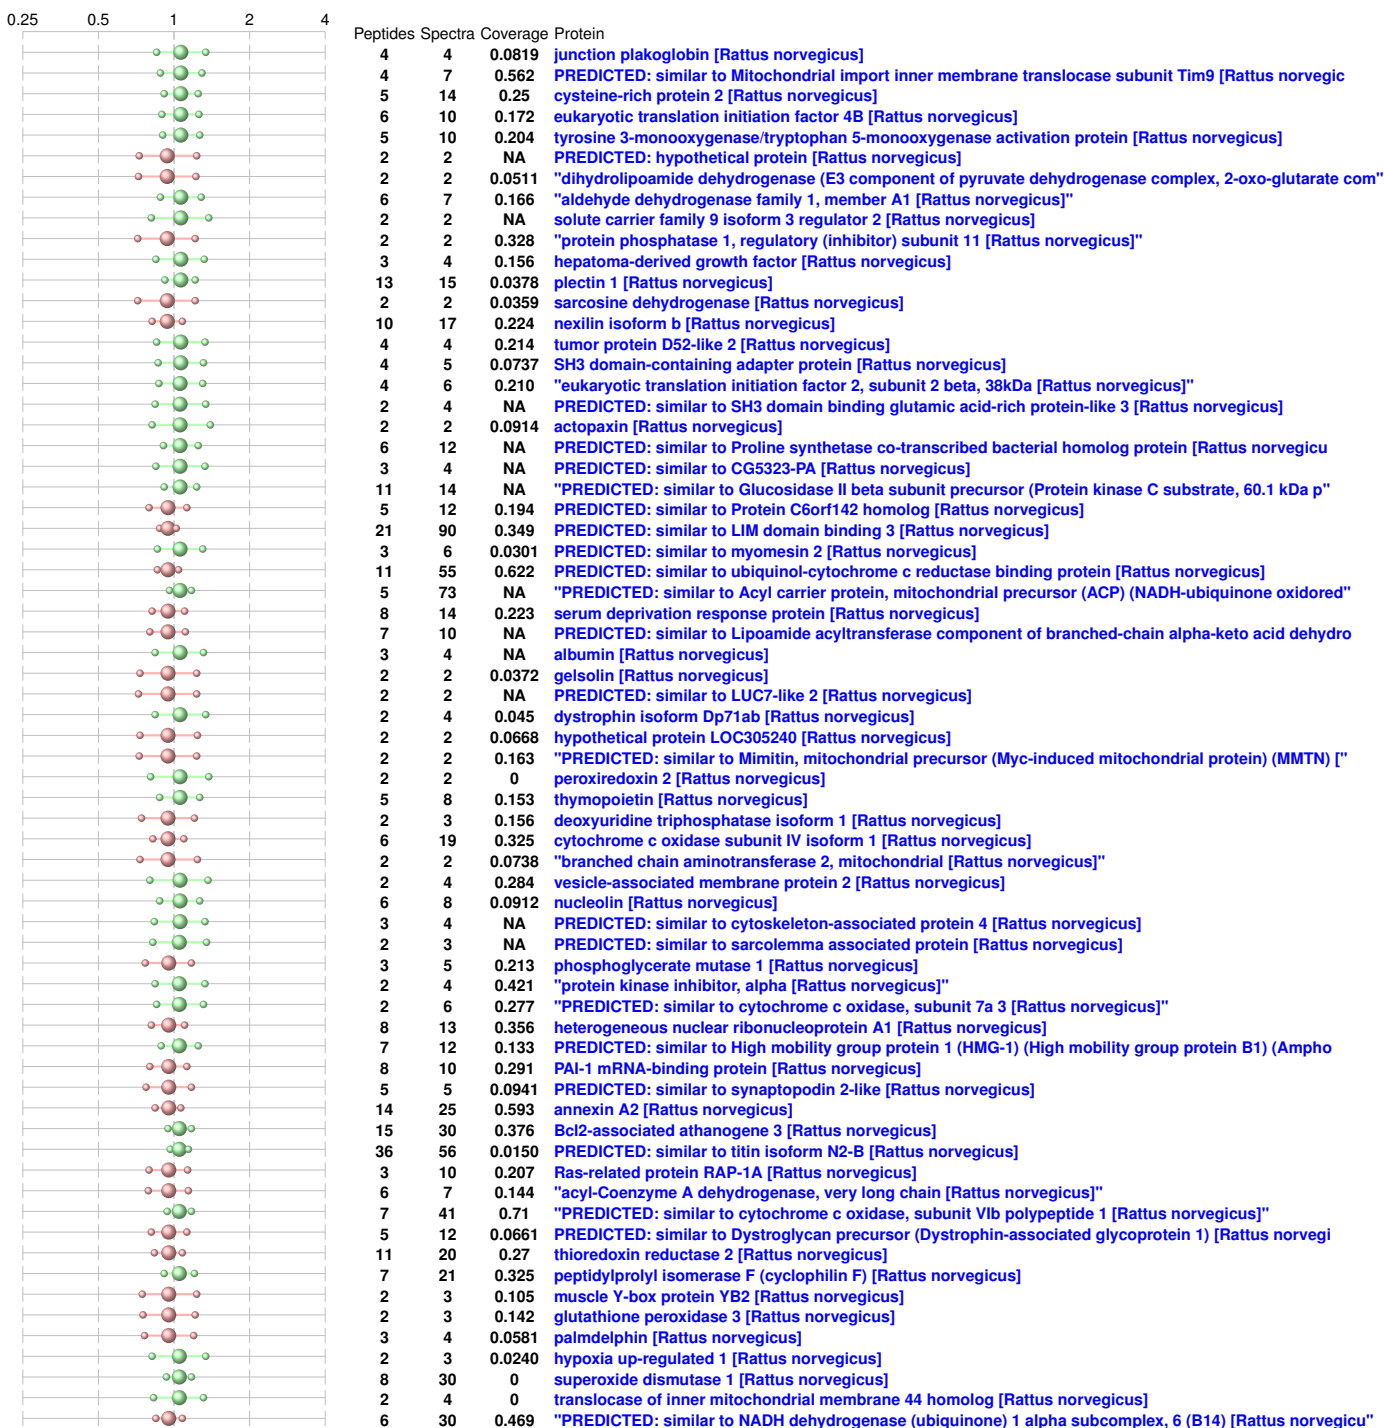 0.25 0.5 1 2 4
Peptides Spectra Coverage Protein
4 4 0.0819 junction plakoglobin [Rattus norvegicus]
4 7 0.562 PREDICTED: similar to Mitochondrial import inner membrane translocase subunit Tim9 [Rattus norvegic
5 14 0.25 cysteine-rich protein 2 [Rattus norvegicus]
6 10 0.172 eukaryotic translation initiation factor 4B [Rattus norvegicus]
5 10 0.204 tyrosine 3-monooxygenase/tryptophan 5-monooxygenase activation protein [Rattus norvegicus]
2 2 NA PREDICTED: hypothetical protein [Rattus norvegicus]
2 2 0.0511 "dihydrolipoamide dehydrogenase (E3 component of pyruvate dehydrogenase complex, 2-oxo-glutarate com"
6 7 0.166 "aldehyde dehydrogenase family 1, member A1 [Rattus norvegicus]"
2 2 NA solute carrier family 9 isoform 3 regulator 2 [Rattus norvegicus]
2 2 0.328 "protein phosphatase 1, regulatory (inhibitor) subunit 11 [Rattus norvegicus]"
3 4 0.156 hepatoma-derived growth factor [Rattus norvegicus]
13 15 0.0378 plectin 1 [Rattus norvegicus]
2 2 0.0359 sarcosine dehydrogenase [Rattus norvegicus]
10 17 0.224 nexilin isoform b [Rattus norvegicus]
4 4 0.214 tumor protein D52-like 2 [Rattus norvegicus]
4 5 0.0737 SH3 domain-containing adapter protein [Rattus norvegicus]
4 6 0.210 "eukaryotic translation initiation factor 2, subunit 2 beta, 38kDa [Rattus norvegicus]"
2 4 NA PREDICTED: similar to SH3 domain binding glutamic acid-rich protein-like 3 [Rattus norvegicus]
2 2 0.0914 actopaxin [Rattus norvegicus]
6 12 NA PREDICTED: similar to Proline synthetase co-transcribed bacterial homolog protein [Rattus norvegicu
3 4 NA PREDICTED: similar to CG5323-PA [Rattus norvegicus]
11 14 NA "PREDICTED: similar to Glucosidase II beta subunit precursor (Protein kinase C substrate, 60.1 kDa p"
5 12 0.194 PREDICTED: similar to Protein C6orf142 homolog [Rattus norvegicus]
21 90 0.349 PREDICTED: similar to LIM domain binding 3 [Rattus norvegicus]
3 6 0.0301 PREDICTED: similar to myomesin 2 [Rattus norvegicus]
11 55 0.622 PREDICTED: similar to ubiquinol-cytochrome c reductase binding protein [Rattus norvegicus]
5 73 NA "PREDICTED: similar to Acyl carrier protein, mitochondrial precursor (ACP) (NADH-ubiquinone oxidored"
8 14 0.223 serum deprivation response protein [Rattus norvegicus]
7 10 NA PREDICTED: similar to Lipoamide acyltransferase component of branched-chain alpha-keto acid dehydro
3 4 NA albumin [Rattus norvegicus]
2 2 0.0372 gelsolin [Rattus norvegicus]
2 2 NA PREDICTED: similar to LUC7-like 2 [Rattus norvegicus]
2 4 0.045 dystrophin isoform Dp71ab [Rattus norvegicus]
2 2 0.0668 hypothetical protein LOC305240 [Rattus norvegicus]
2 2 0.163 "PREDICTED: similar to Mimitin, mitochondrial precursor (Myc-induced mitochondrial protein) (MMTN) ["
2 2 0 peroxiredoxin 2 [Rattus norvegicus]
5 8 0.153 thymopoietin [Rattus norvegicus]
2 3 0.156 deoxyuridine triphosphatase isoform 1 [Rattus norvegicus]
6 19 0.325 cytochrome c oxidase subunit IV isoform 1 [Rattus norvegicus]
2 2 0.0738 "branched chain aminotransferase 2, mitochondrial [Rattus norvegicus]"
2 4 0.284 vesicle-associated membrane protein 2 [Rattus norvegicus]
6 8 0.0912 nucleolin [Rattus norvegicus]
3 4 NA PREDICTED: similar to cytoskeleton-associated protein 4 [Rattus norvegicus]
2 3 NA PREDICTED: similar to sarcolemma associated protein [Rattus norvegicus]
3 5 0.213 phosphoglycerate mutase 1 [Rattus norvegicus]
2 4 0.421 "protein kinase inhibitor, alpha [Rattus norvegicus]"
2 6 0.277 "PREDICTED: similar to cytochrome c oxidase, subunit 7a 3 [Rattus norvegicus]"
8 13 0.356 heterogeneous nuclear ribonucleoprotein A1 [Rattus norvegicus]
7 12 0.133 PREDICTED: similar to High mobility group protein 1 (HMG-1) (High mobility group protein B1) (Ampho
8 10 0.291 PAI-1 mRNA-binding protein [Rattus norvegicus]
5 5 0.0941 PREDICTED: similar to synaptopodin 2-like [Rattus norvegicus]
14 25 0.593 annexin A2 [Rattus norvegicus]
15 30 0.376 Bcl2-associated athanogene 3 [Rattus norvegicus]
36 56 0.0150 PREDICTED: similar to titin isoform N2-B [Rattus norvegicus]
3 10 0.207 Ras-related protein RAP-1A [Rattus norvegicus]
6 7 0.144 "acyl-Coenzyme A dehydrogenase, very long chain [Rattus norvegicus]"
7 41 0.71 "PREDICTED: similar to cytochrome c oxidase, subunit VIb polypeptide 1 [Rattus norvegicus]"
5 12 0.0661 PREDICTED: similar to Dystroglycan precursor (Dystrophin-associated glycoprotein 1) [Rattus norvegi
11 20 0.27 thioredoxin reductase 2 [Rattus norvegicus]
7 21 0.325 peptidylprolyl isomerase F (cyclophilin F) [Rattus norvegicus]
2 3 0.105 muscle Y-box protein YB2 [Rattus norvegicus]
2 3 0.142 glutathione peroxidase 3 [Rattus norvegicus]
3 4 0.0581 palmdelphin [Rattus norvegicus]
2 3 0.0240 hypoxia up-regulated 1 [Rattus norvegicus]
8 30 0 superoxide dismutase 1 [Rattus norvegicus]
2 4 0 translocase of inner mitochondrial membrane 44 homolog [Rattus norvegicus]
6 30 0.469 "PREDICTED: similar to NADH dehydrogenase (ubiquinone) 1 alpha subcomplex, 6 (B14) [Rattus norvegicu"